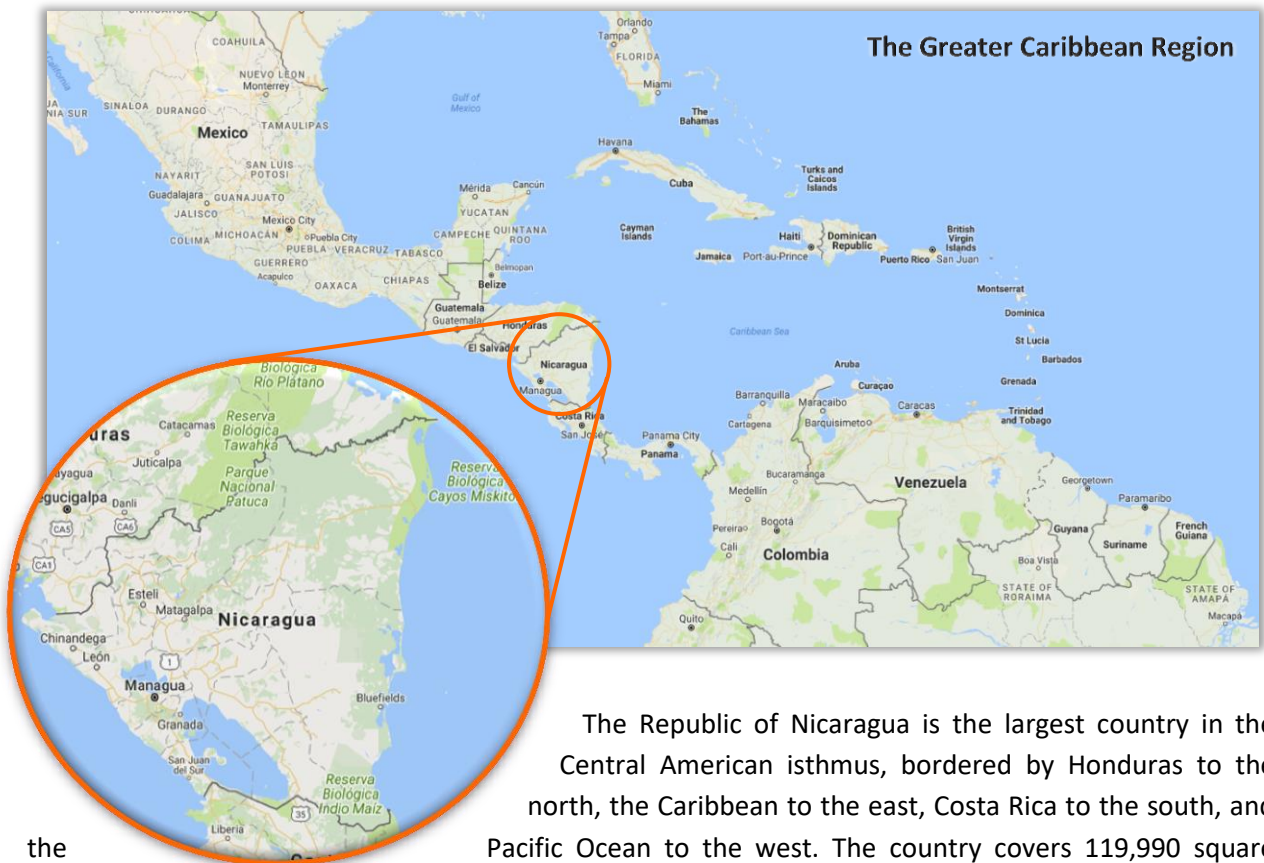 The Greater Caribbean Region
Orlando
Tampa
FLORIDA
Miami
COAHUILA
NUEVO LEON
Monterrey
Gulf of
Mexico
The
Bahamas
SINALOA
DURANGO
TAMAULIPAS
NIA SUR
Mexico
SAN LUIS
POTOSI
NAYARIT
Guadalajara
GUANAJUATO
JALISCO
Mexico City
COLIMA
MICHOACÁN
Puebla City
PUEBLA
VERACRUZ
TABASCO
GUERRERO
Acapulco
OAXACA
CHIAPAS
Mérida
Cancún
YUCATAN
CAMPECHE
QUINTANA
ROO
Belmopan
Belize
Havana
Cuba
Turks and
Caicos
Islands
Cayman
Islands
Jamaica
Haiti
Port-au-Prince
Dominican
Republic
British
Virgin
Islands
Puerto Rico
San Juan
Montserrat
Dominica
St Lucia
Barbados
Grenada
Trinidad
and Tobago
Caribbean Sea
Aruba
Curaçao
Guatemala
Guatemala
Honduras
El Salvador
Nicaragua
Managua
Costa Rica
San José
Panama City
Panama
Barranquilla
Maracaibo
Caracas
Cartagena
Barquisimeto
Bucaramanga
Medellín
Venezuela
Georgetown
Paramaribo
Pereira
Bogotá
Cali
Colombia
Guyana
Suriname
French
Guiana
Boa Vista
STATE OF
RORAIMA
STATE OF
AMAPÁ
Macapá
Quito
Biológica
Río Plátano
Reserva
Biológica
Tawahka
Catacamas
uras
Juticalpa
Parque
Nacional
Patuca
ayagua
egucigalpa
Danli
CA5
CA6
CA1
Reserva
Biológica
Cayos Miskito
Esteli
Matagalpa
Nicaragua
Chinandega
León
1
Managua
Granada
Bluefields
San Juan
del Sur
Reserva
Biológica
Indio Maíz
35
Liberia
The Republic of Nicaragua is the largest country in the
Central American isthmus, bordered by Honduras to the
north, the Caribbean to the east, Costa Rica to the south, and
the Pacific Ocean to the west. The country covers 119,990 square